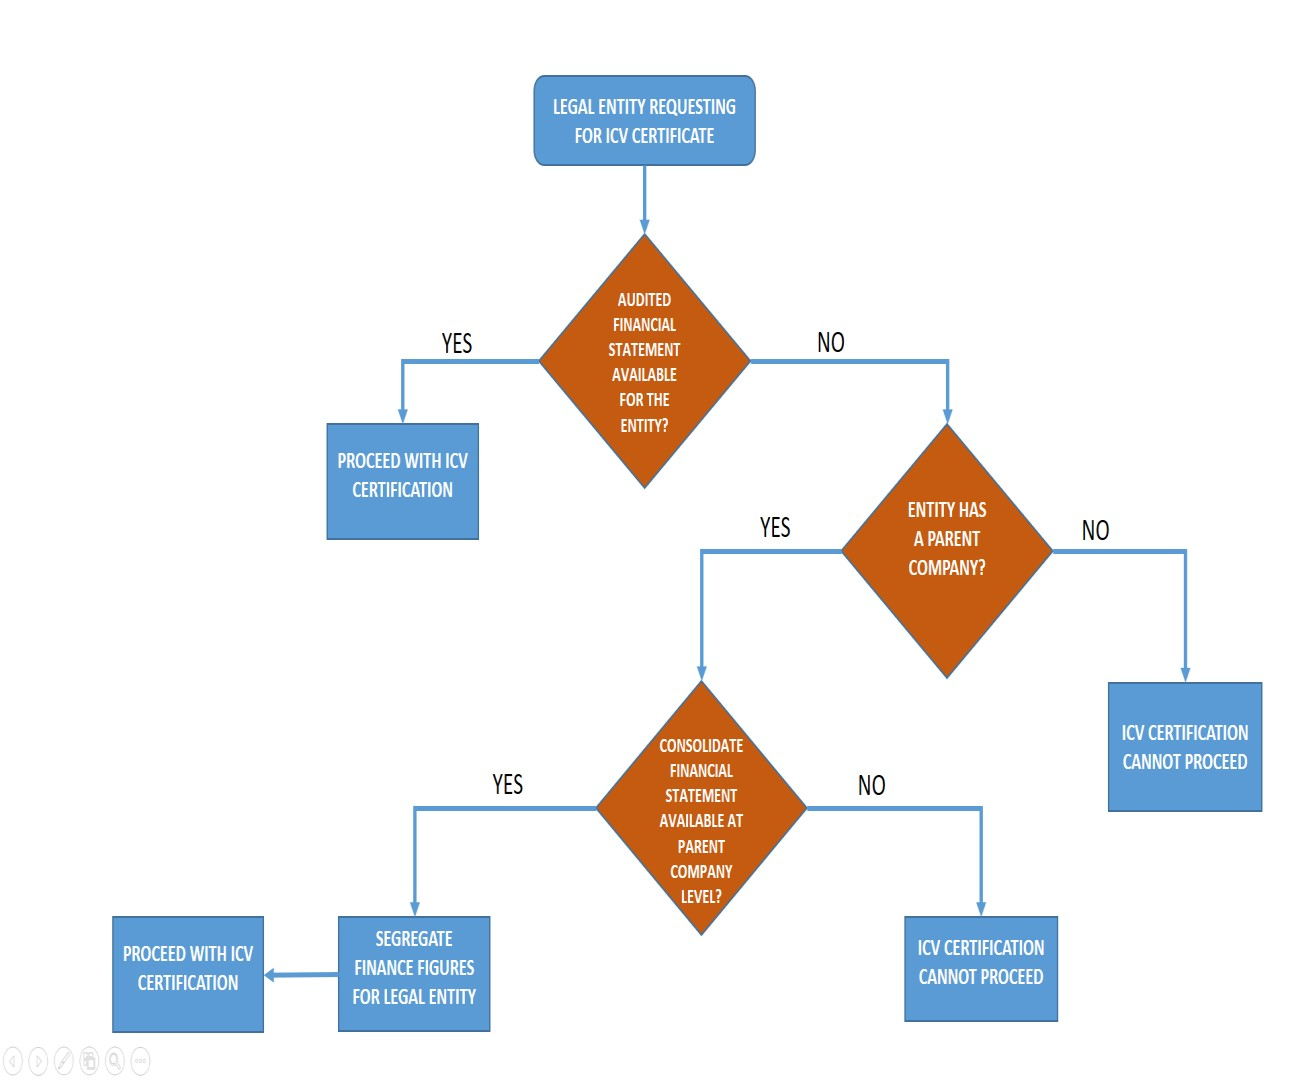 LEGAL ENTITY REQUESTING
FOR ICV CERTIFICATE
AUDITED
FINANCIAL
STATEMENT
AVAILABLE
FOR THE
ENTITY?
YES
NO
PROCEED WITH ICV
CERTIFICATION
ENTITY HAS
A PARENT
COMPANY?
YES
NO
CONSOLIDATE
FINANCIAL
STATEMENT
AVAILABLE AT
PARENT
COMPANY
LEVEL?
ICV CERTIFICATION
CANNOT PROCEED
YES
NO
PROCEED WITH ICV
CERTIFICATION
SEGREGATE
FINANCE FIGURES
FOR LEGAL ENTITY
ICV CERTIFICATION
CANNOT PROCEED